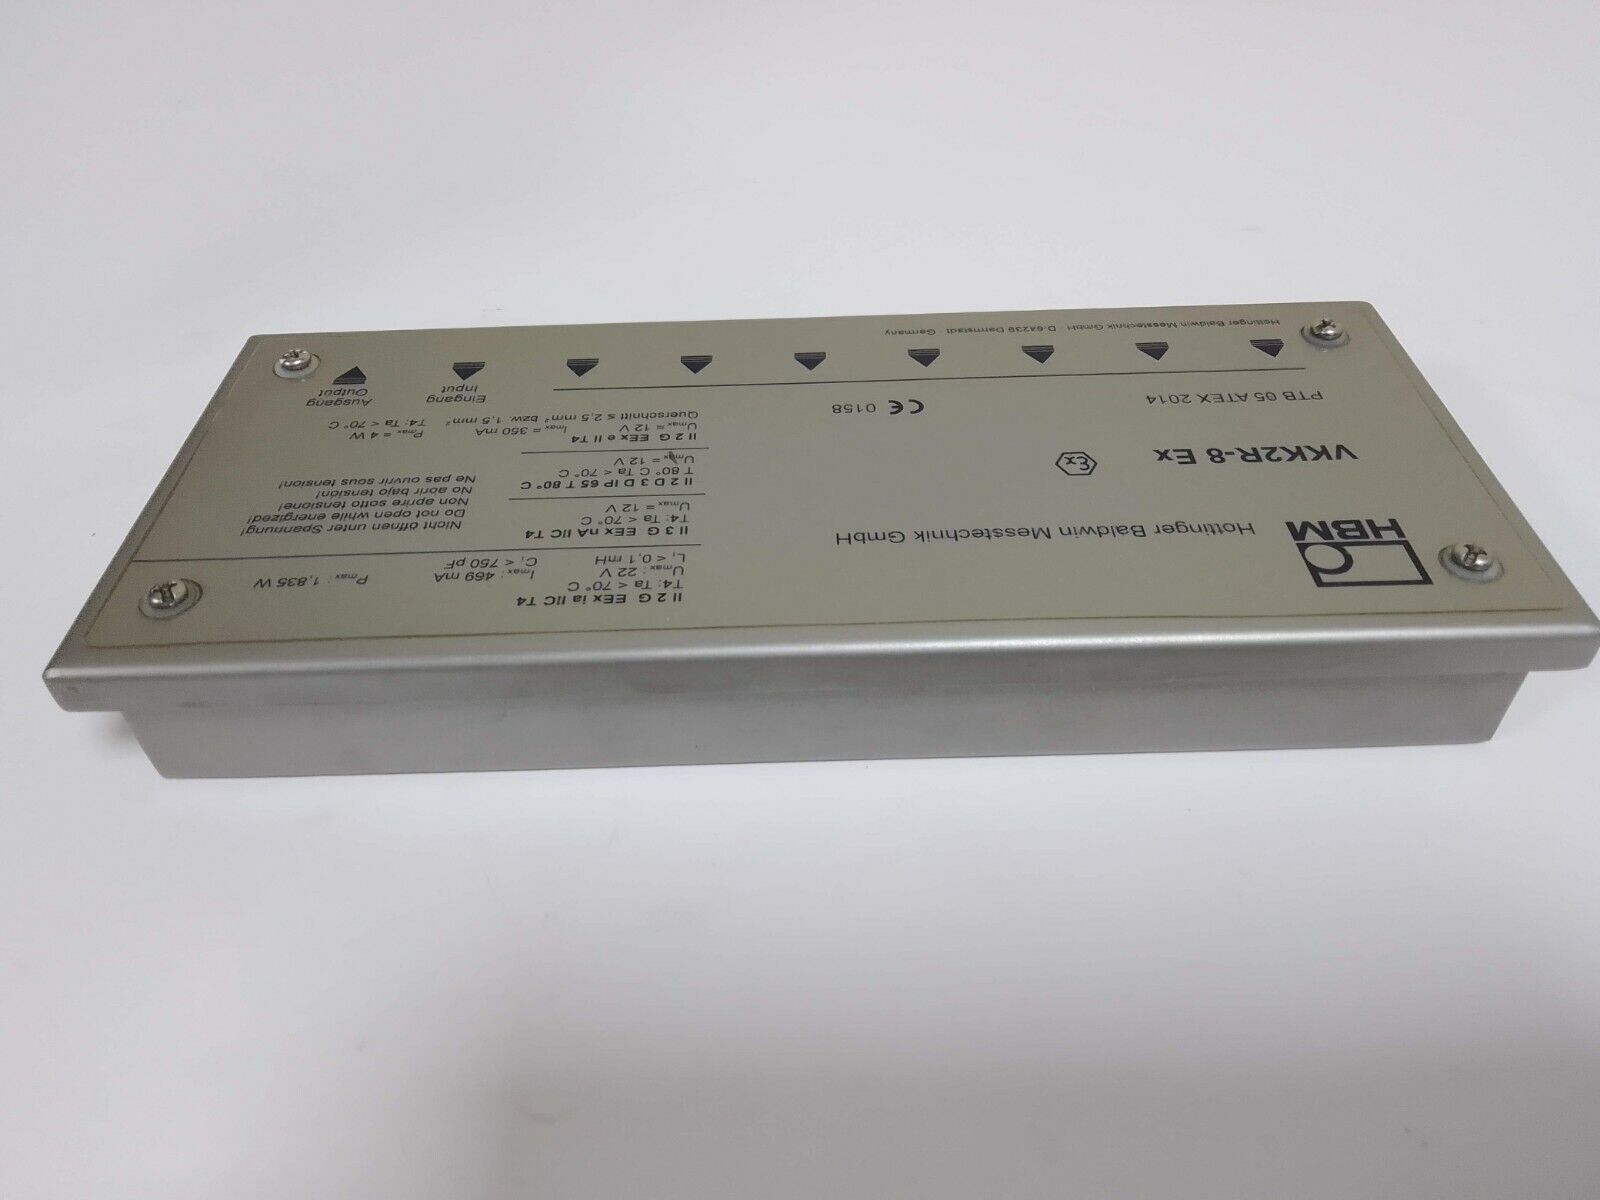 HBM
Hottinger Baldwin Messtechnik GmbH
VKK2R-8 Ex
Ex
PTB 05 ATEX 2014
CE 0158
Hottinger Baldwin Messtechnik GmbH D-64239 Darmstadt Germany
II 2 G EEx ia IIC T4
T4: Ta < 70° C
Umax: 22 V Imax: 469 mA Pmax: 1,835 W
Li < 0,1 mH Ci < 750 pF
II 3 G EEx nA IIC T4
T4: Ta < 70° C
Umax = 12 V
II 2 D 3 D IP 65 T 80° C
T 80° C Ta < 70° C
Umax = 12 V
II 2 G EEx e II T4
Umax = 12 V Imax = 350 mA Pmax = 4 W
Querschnitt ≤ 2,5 mm² bzw. 1,5 mm² T4: Ta < 70° C
Nicht öffnen unter Spannung!
Do not open while energized!
Non aprire sotto tensione!
No abrir bajo tensión!
Ne pas ouvrir sous tension!
Eingang
Input
Ausgang
Output